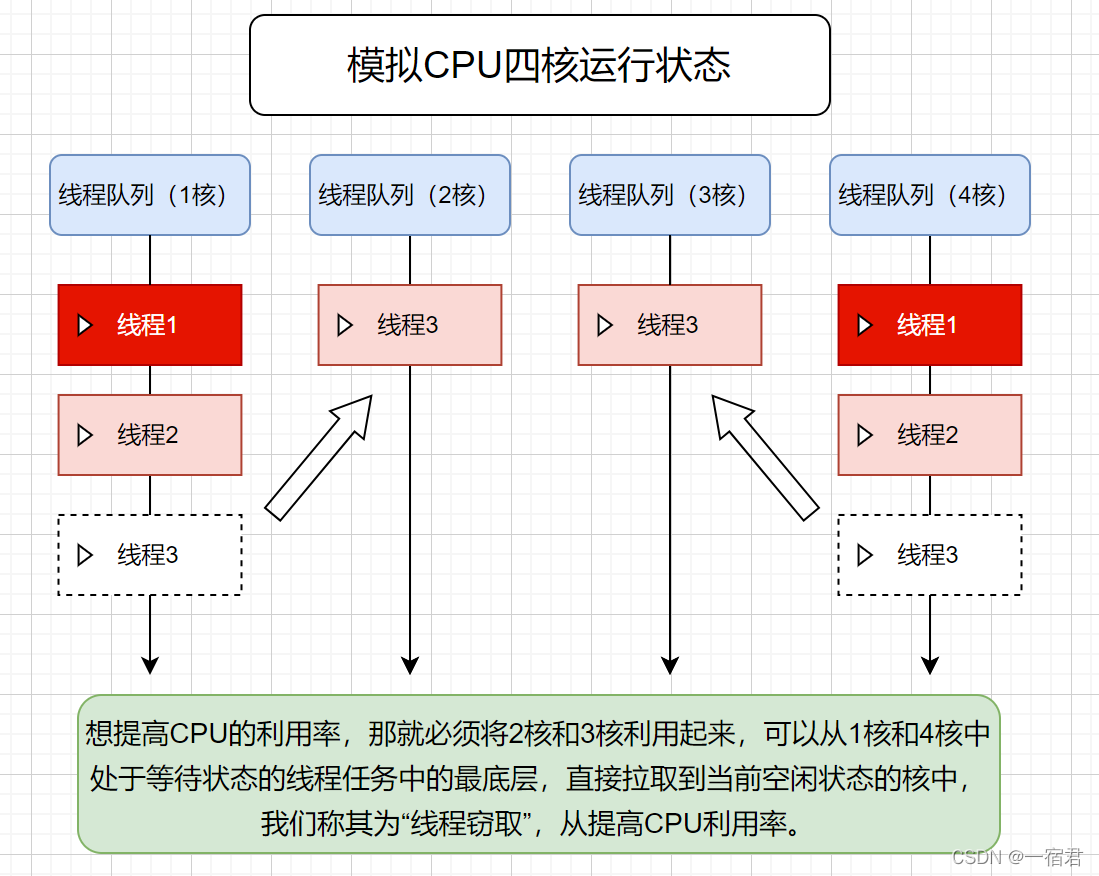 模拟CPU四核运行状态
线程队列（1核）
线程队列（2核）
线程队列（3核）
线程队列（4核）
线程1
线程3
线程3
线程1
线程2
线程2
线程3
线程3
想提高CPU的利用率，那就必须将2核和3核利用起来，可以从1核和4核中
处于等待状态的线程任务中的最底层，直接拉取到当前空闲状态的核中，
我们称其为“线程窃取”，从提高CPU利用率。
CSDN @一宿君